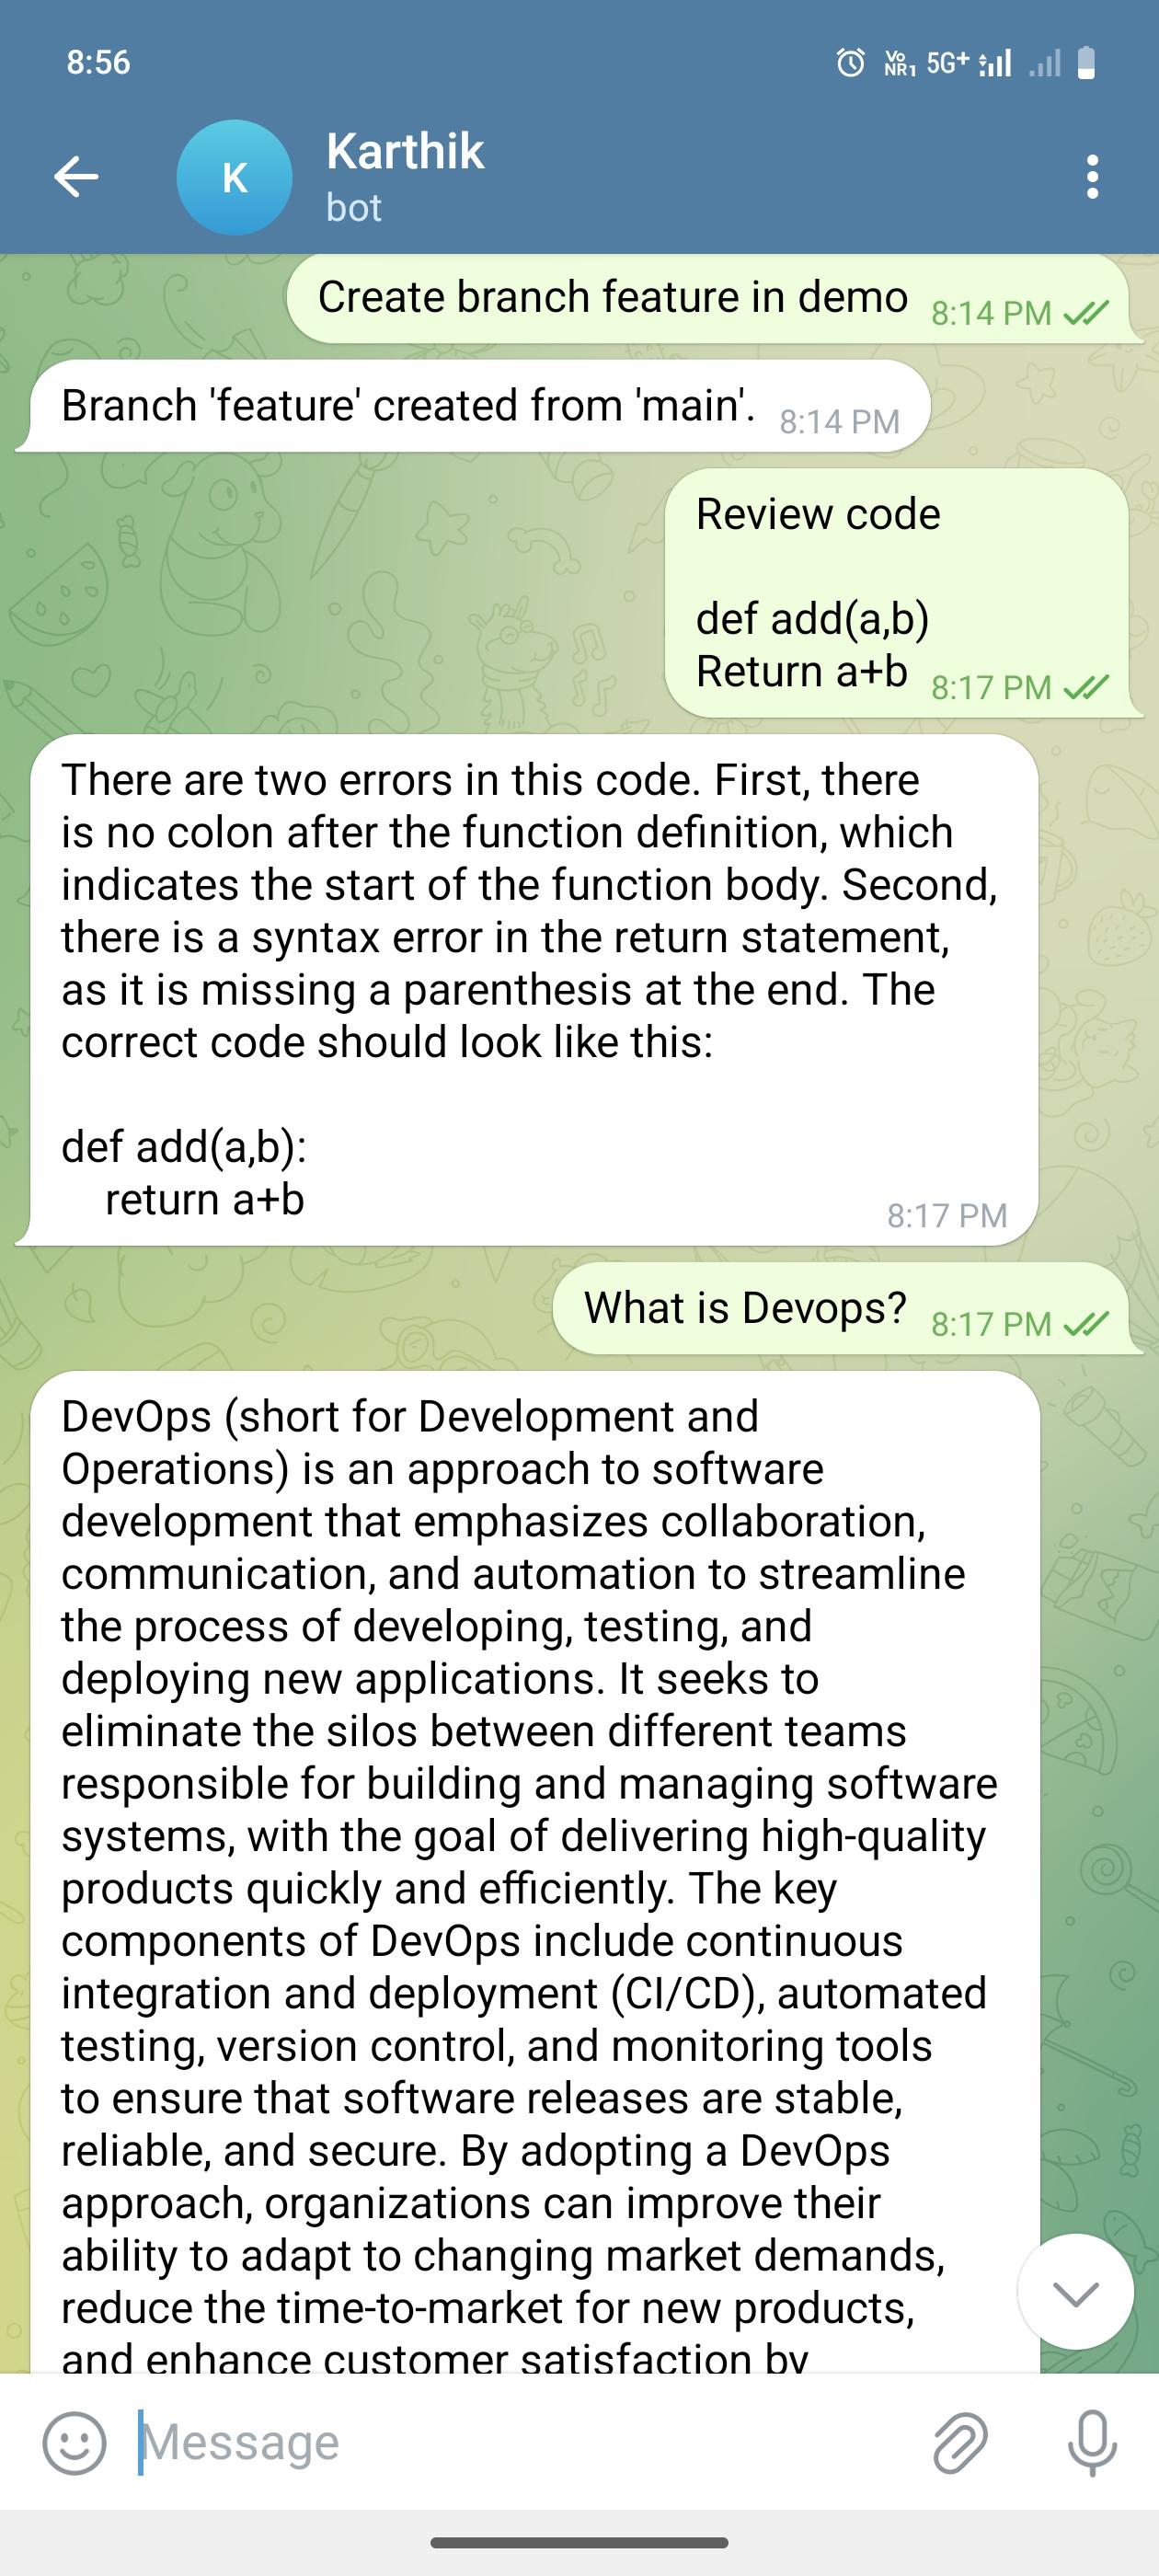 8:56
Vo NR1 5G+
K
Karthik
bot
Create branch feature in demo 8:14 PM
Branch 'feature' created from 'main'. 8:14 PM
Review code
def add(a,b)
Return a+b 8:17 PM
There are two errors in this code. First, there
is no colon after the function definition, which
indicates the start of the function body. Second,
there is a syntax error in the return statement,
as it is missing a parenthesis at the end. The
correct code should look like this:
def add(a,b):
    return a+b
8:17 PM
What is Devops? 8:17 PM
DevOps (short for Development and
Operations) is an approach to software
development that emphasizes collaboration,
communication, and automation to streamline
the process of developing, testing, and
deploying new applications. It seeks to
eliminate the silos between different teams
responsible for building and managing software
systems, with the goal of delivering high-quality
products quickly and efficiently. The key
components of DevOps include continuous
integration and deployment (CI/CD), automated
testing, version control, and monitoring tools
to ensure that software releases are stable,
reliable, and secure. By adopting a DevOps
approach, organizations can improve their
ability to adapt to changing market demands,
reduce the time-to-market for new products,
and enhance customer satisfaction by
Message